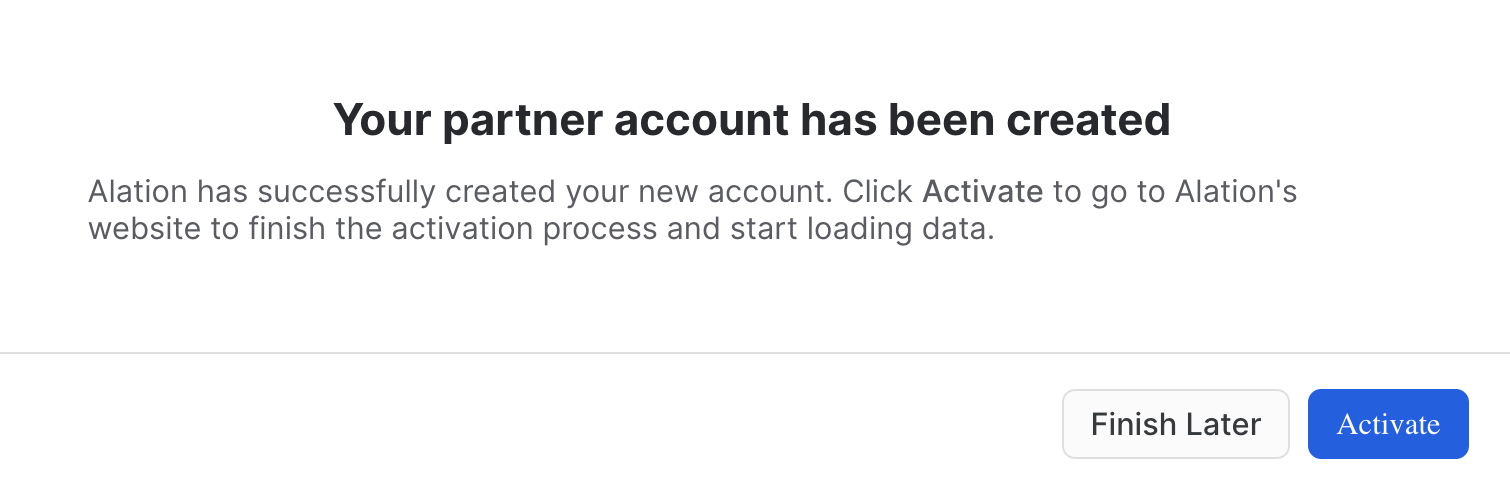 Your partner account has been created
Alation has successfully created your new account. Click Activate to go to Alation's
website to finish the activation process and start loading data.
Finish Later
Activate